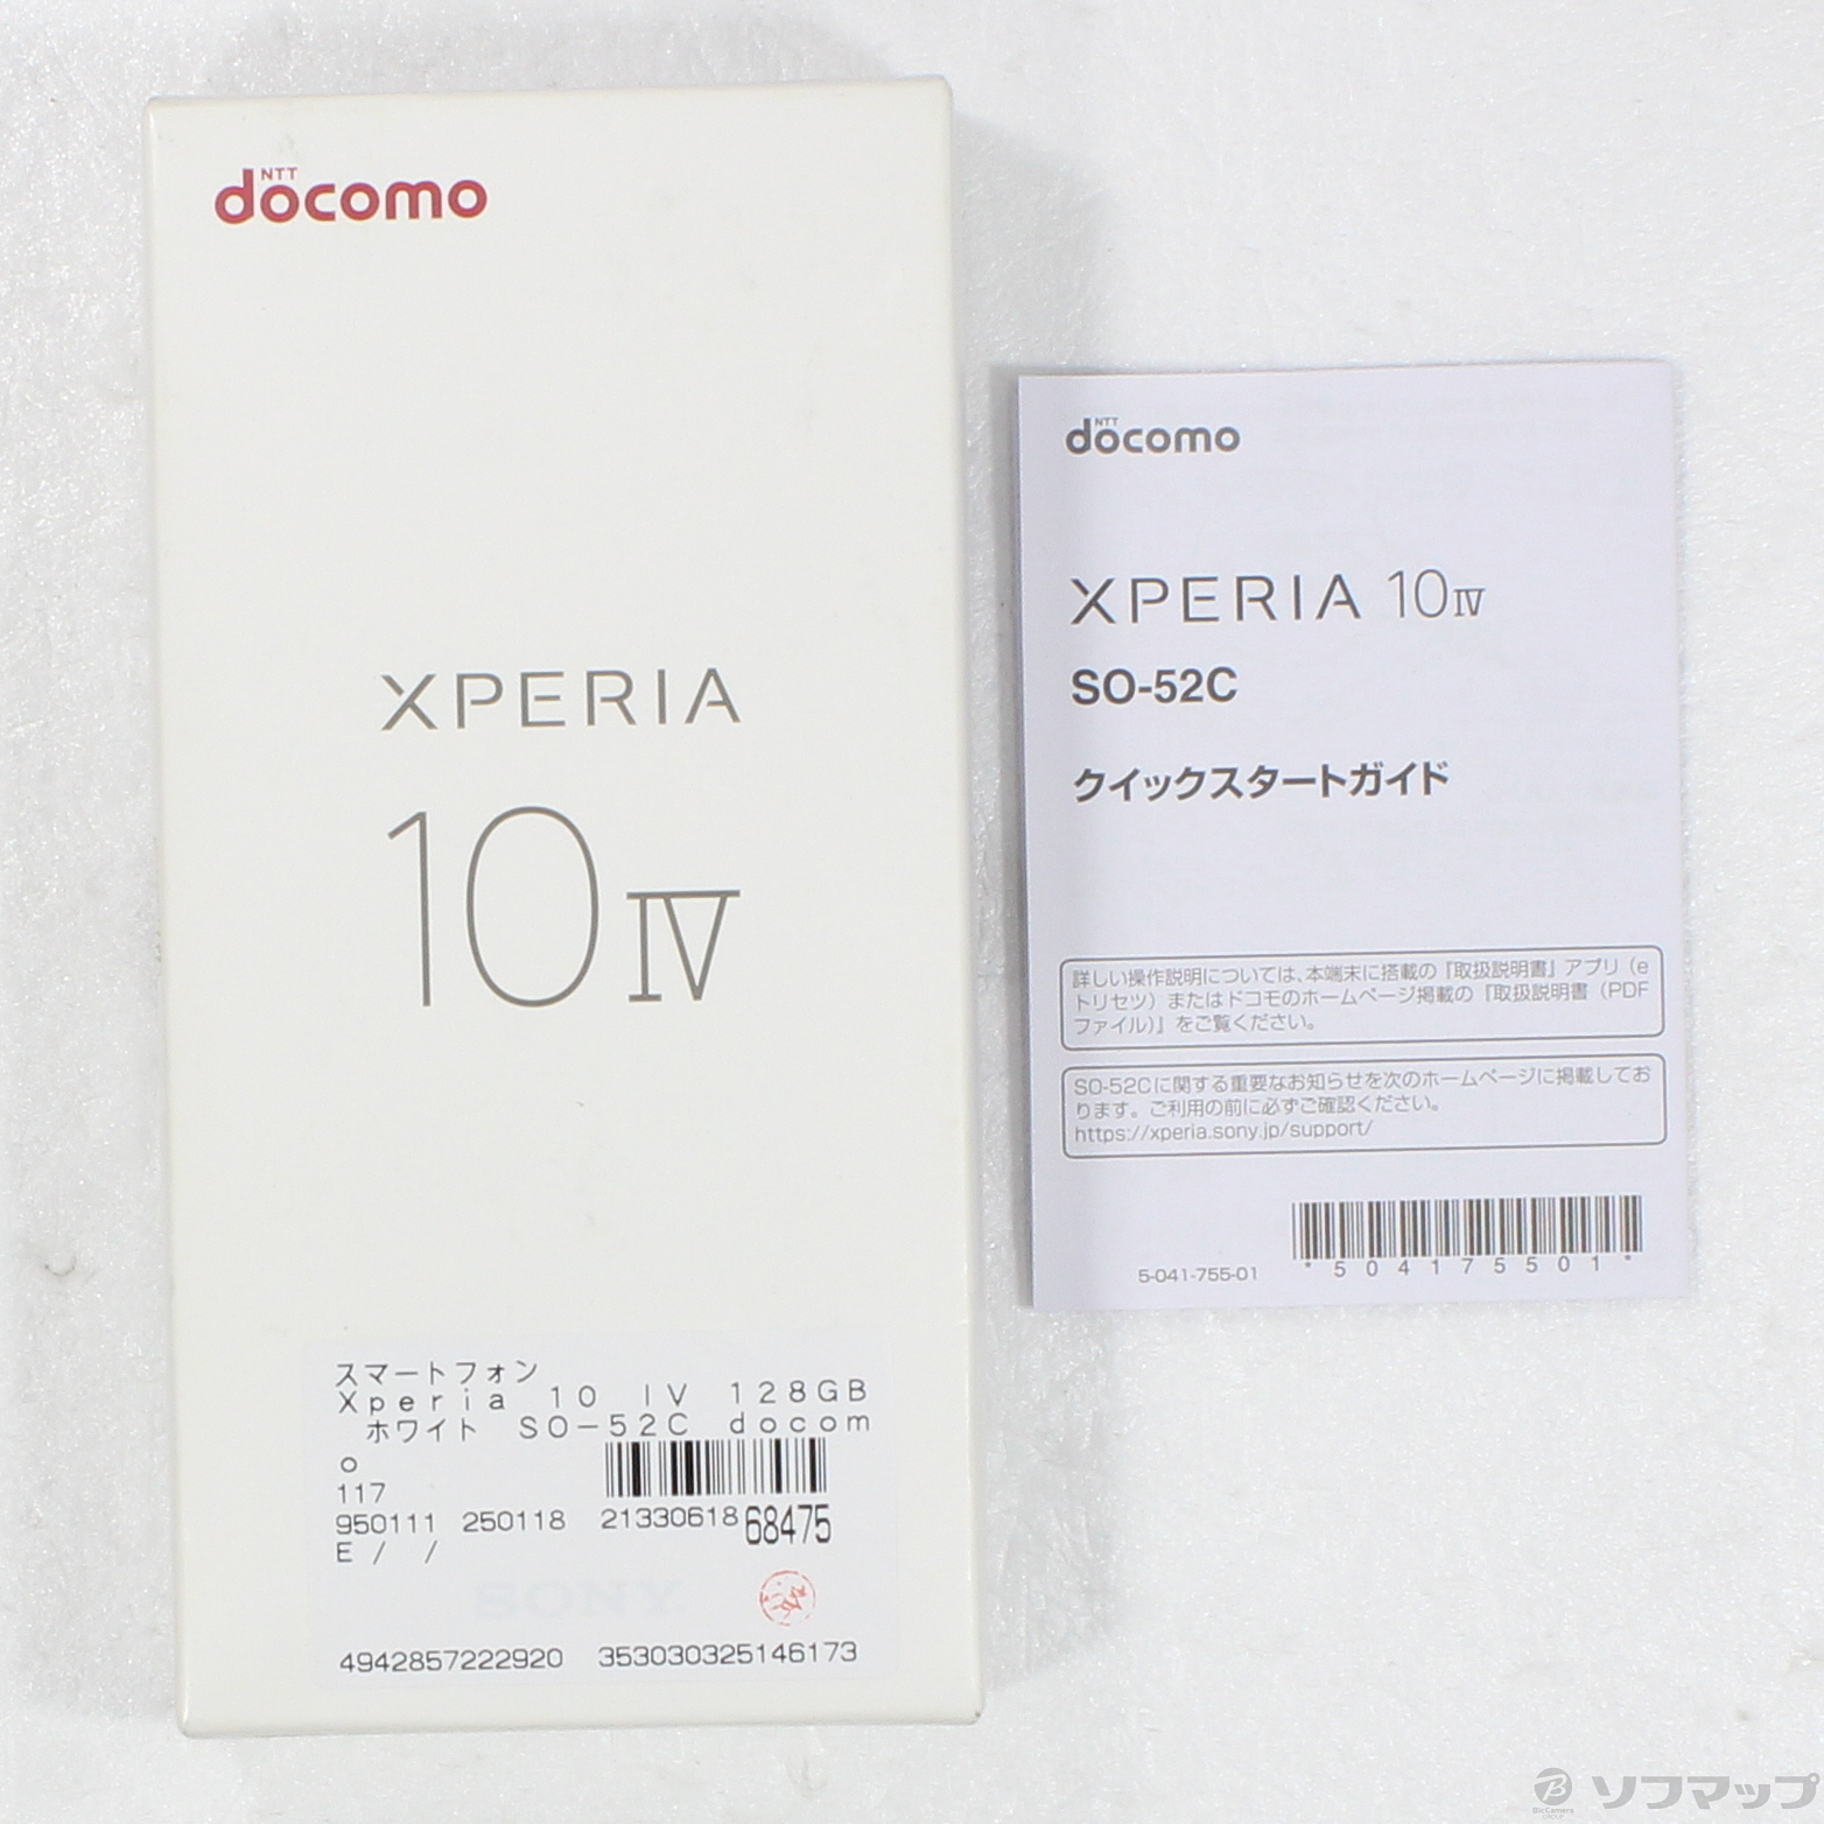 NTT
docomo
XPERIA
10 IV
スマートフォン
Xperia 10 IV 128GB
ホワイト SO-52C docom
o
117
950111 250118 21330618 68475
E / /
SONY
4942857222920 353030325146173
NTT
docomo
XPERIA 10 IV
SO-52C
クイックスタートガイド
詳しい操作説明については、本端末に搭載の『取扱説明書』アプリ（e
トリセツ）またはドコモのホームページ掲載の『取扱説明書（PDF
ファイル）』をご覧ください。
SO-52Cに関する重要なお知らせを次のホームページに掲載してお
ります。ご利用の前に必ずご確認ください。
https://xperia.sony.jp/support/
5-041-755-01 *504175501*
BicCamera
GROUP
ソフマップ